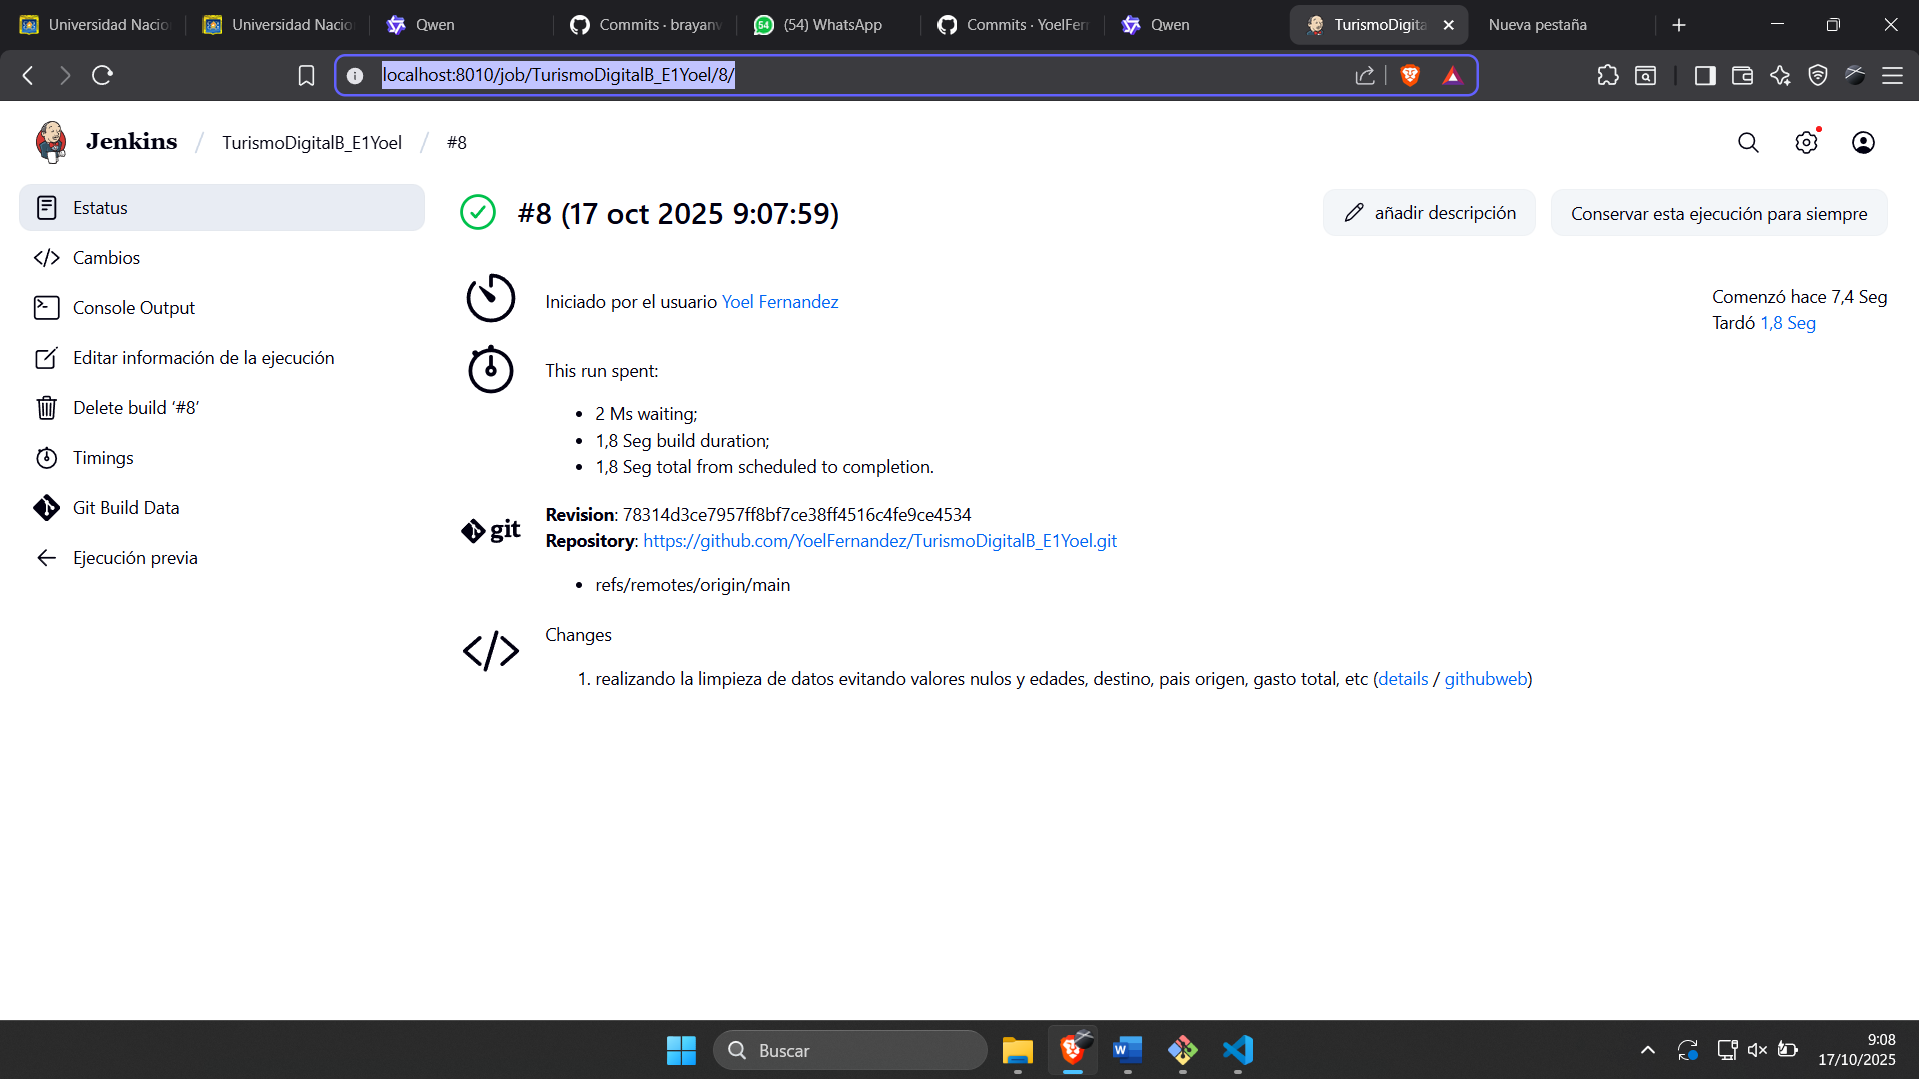 Universidad Nacio
Universidad Nacio
Qwen
Commits · brayanv
54
(54) WhatsApp
Commits · YoelFern
Qwen
TurismoDigita
Nueva pestaña
localhost:8010/job/TurismoDigitalB_E1Yoel/8/
Jenkins / TurismoDigitalB_E1Yoel / #8
Estatus
Cambios
Console Output
Editar información de la ejecución
Delete build ‘#8’
Timings
Git Build Data
Ejecución previa
#8 (17 oct 2025 9:07:59)
añadir descripción
Conservar esta ejecución para siempre
Iniciado por el usuario Yoel Fernandez
Comenzó hace 7,4 Seg
Tardó 1,8 Seg
This run spent:
• 2 Ms waiting;
• 1,8 Seg build duration;
• 1,8 Seg total from scheduled to completion.
git
Revision: 78314d3ce7957ff8bf7ce38ff4516c4fe9ce4534
Repository: https://github.com/YoelFernandez/TurismoDigitalB_E1Yoel.git
• refs/remotes/origin/main
Changes
1. realizando la limpieza de datos evitando valores nulos y edades, destino, pais origen, gasto total, etc (details / githubweb)
Buscar
9:08
17/10/2025